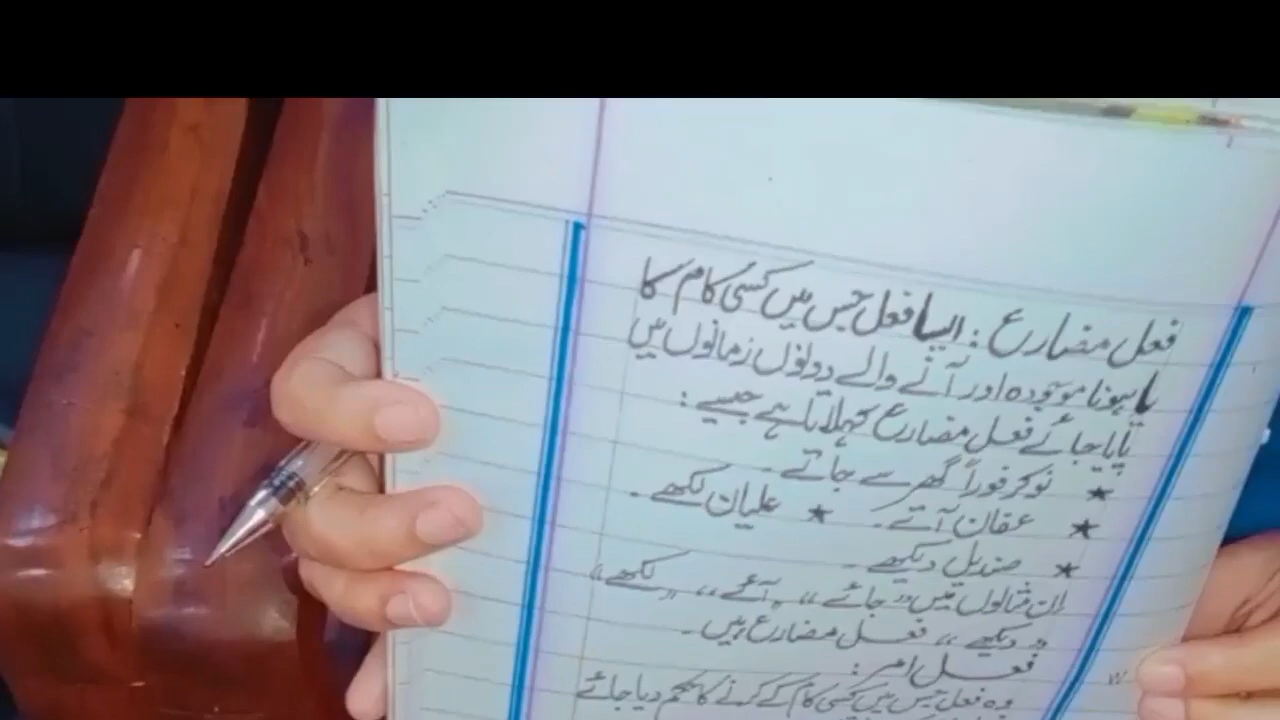 فعل مضارع : ایسا فعل جس میں کسی کام کا
یا ہونا موجودہ اور آنے والے دونوں زمانوں میں
پایا جائے فعل مضارع کہلاتا ہے جیسے :
★ نوکر فوراً گھر سے جائے ۔
★ عفان آئے ۔ ★ علیان لکھے ۔
★ صندیل دیکھے ۔
ان مثالوں میں "جائے" ، "آئے" ، "لکھے"
"دیکھے" فعل مضارع ہیں ۔
فعل امر :
وہ فعل جس میں کسی کام کے کرنے کا حکم دیا جائے